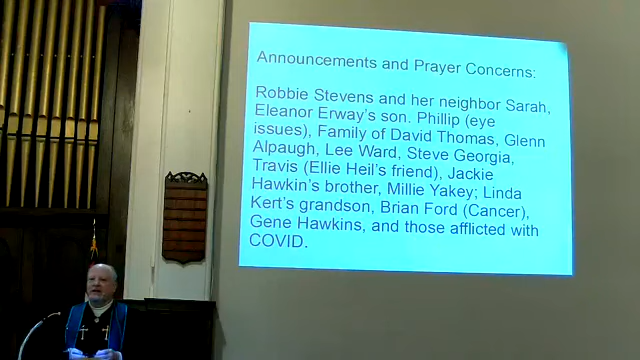 Announcements and Prayer Concerns:
Robbie Stevens and her neighbor Sarah,
Eleanor Erway's son. Phillip (eye
issues), Family of David Thomas, Glenn
Alpaugh, Lee Ward, Steve Georgia,
Travis (Ellie Heil's friend), Jackie
Hawkin's brother, Millie Yakey; Linda
Kert's grandson, Brian Ford (Cancer),
Gene Hawkins, and those afflicted with
COVID.